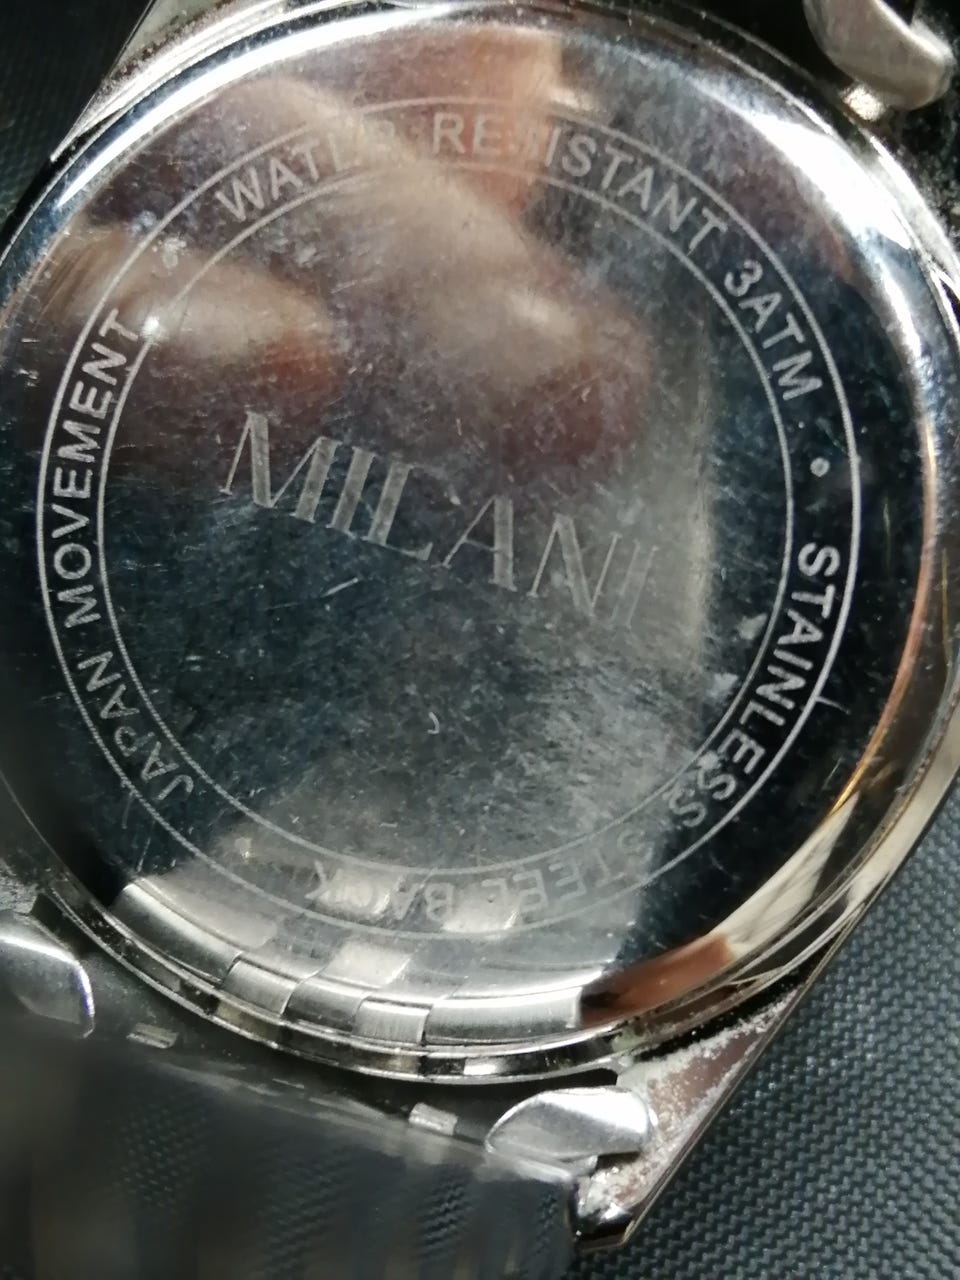 WATER RESISTANT 3ATM • STAINLESS STEEL BACK
JAPAN MOVEMENT
MILANI